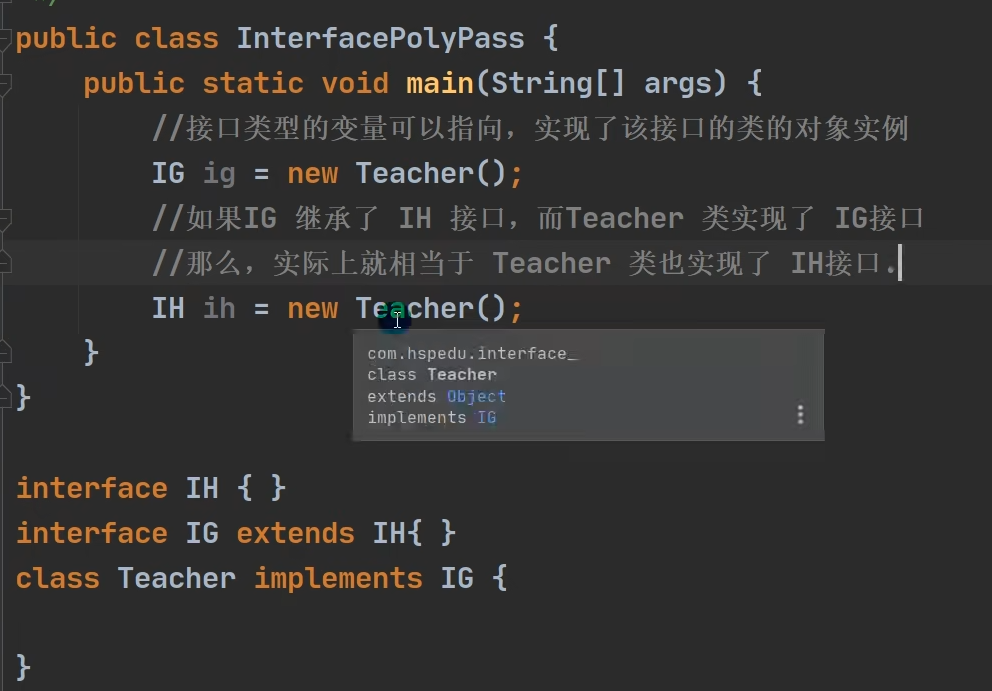 */
public class InterfacePolyPass {
public static void main(String[] args) {
//接口类型的变量可以指向，实现了该接口的类的对象实例
IG ig = new Teacher();
//如果IG 继承了 IH 接口，而Teacher 类实现了 IG接口
//那么，实际上就相当于 Teacher 类也实现了 IH接口.
IH ih = new Teacher();
com.hspedu.interface_
class Teacher
extends Object
implements IG
}
}
interface IH { }
interface IG extends IH{ }
class Teacher implements IG {
}